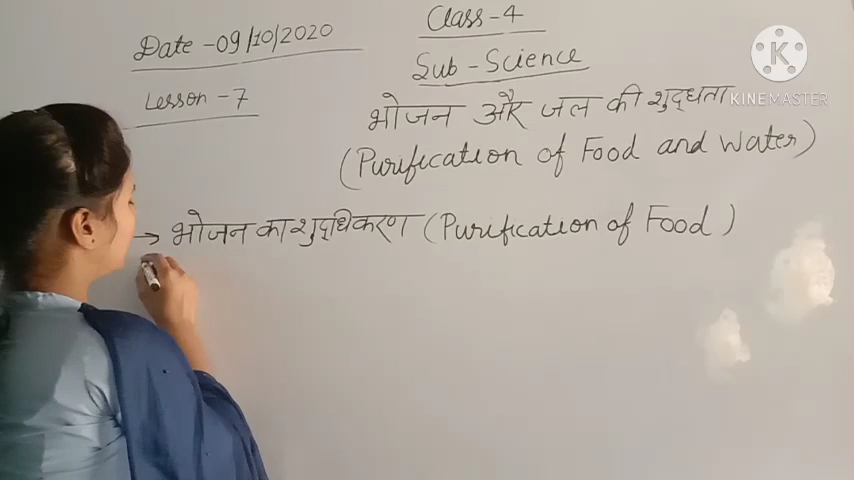 Date - 09/10/2020
Class - 4
Sub - Science
Lesson - 7
भोजन और जल की शुद्धता
(Purification of Food and Water)
→ भोजन का शुद्धिकरण (Purification of Food)
K
KINEMASTER